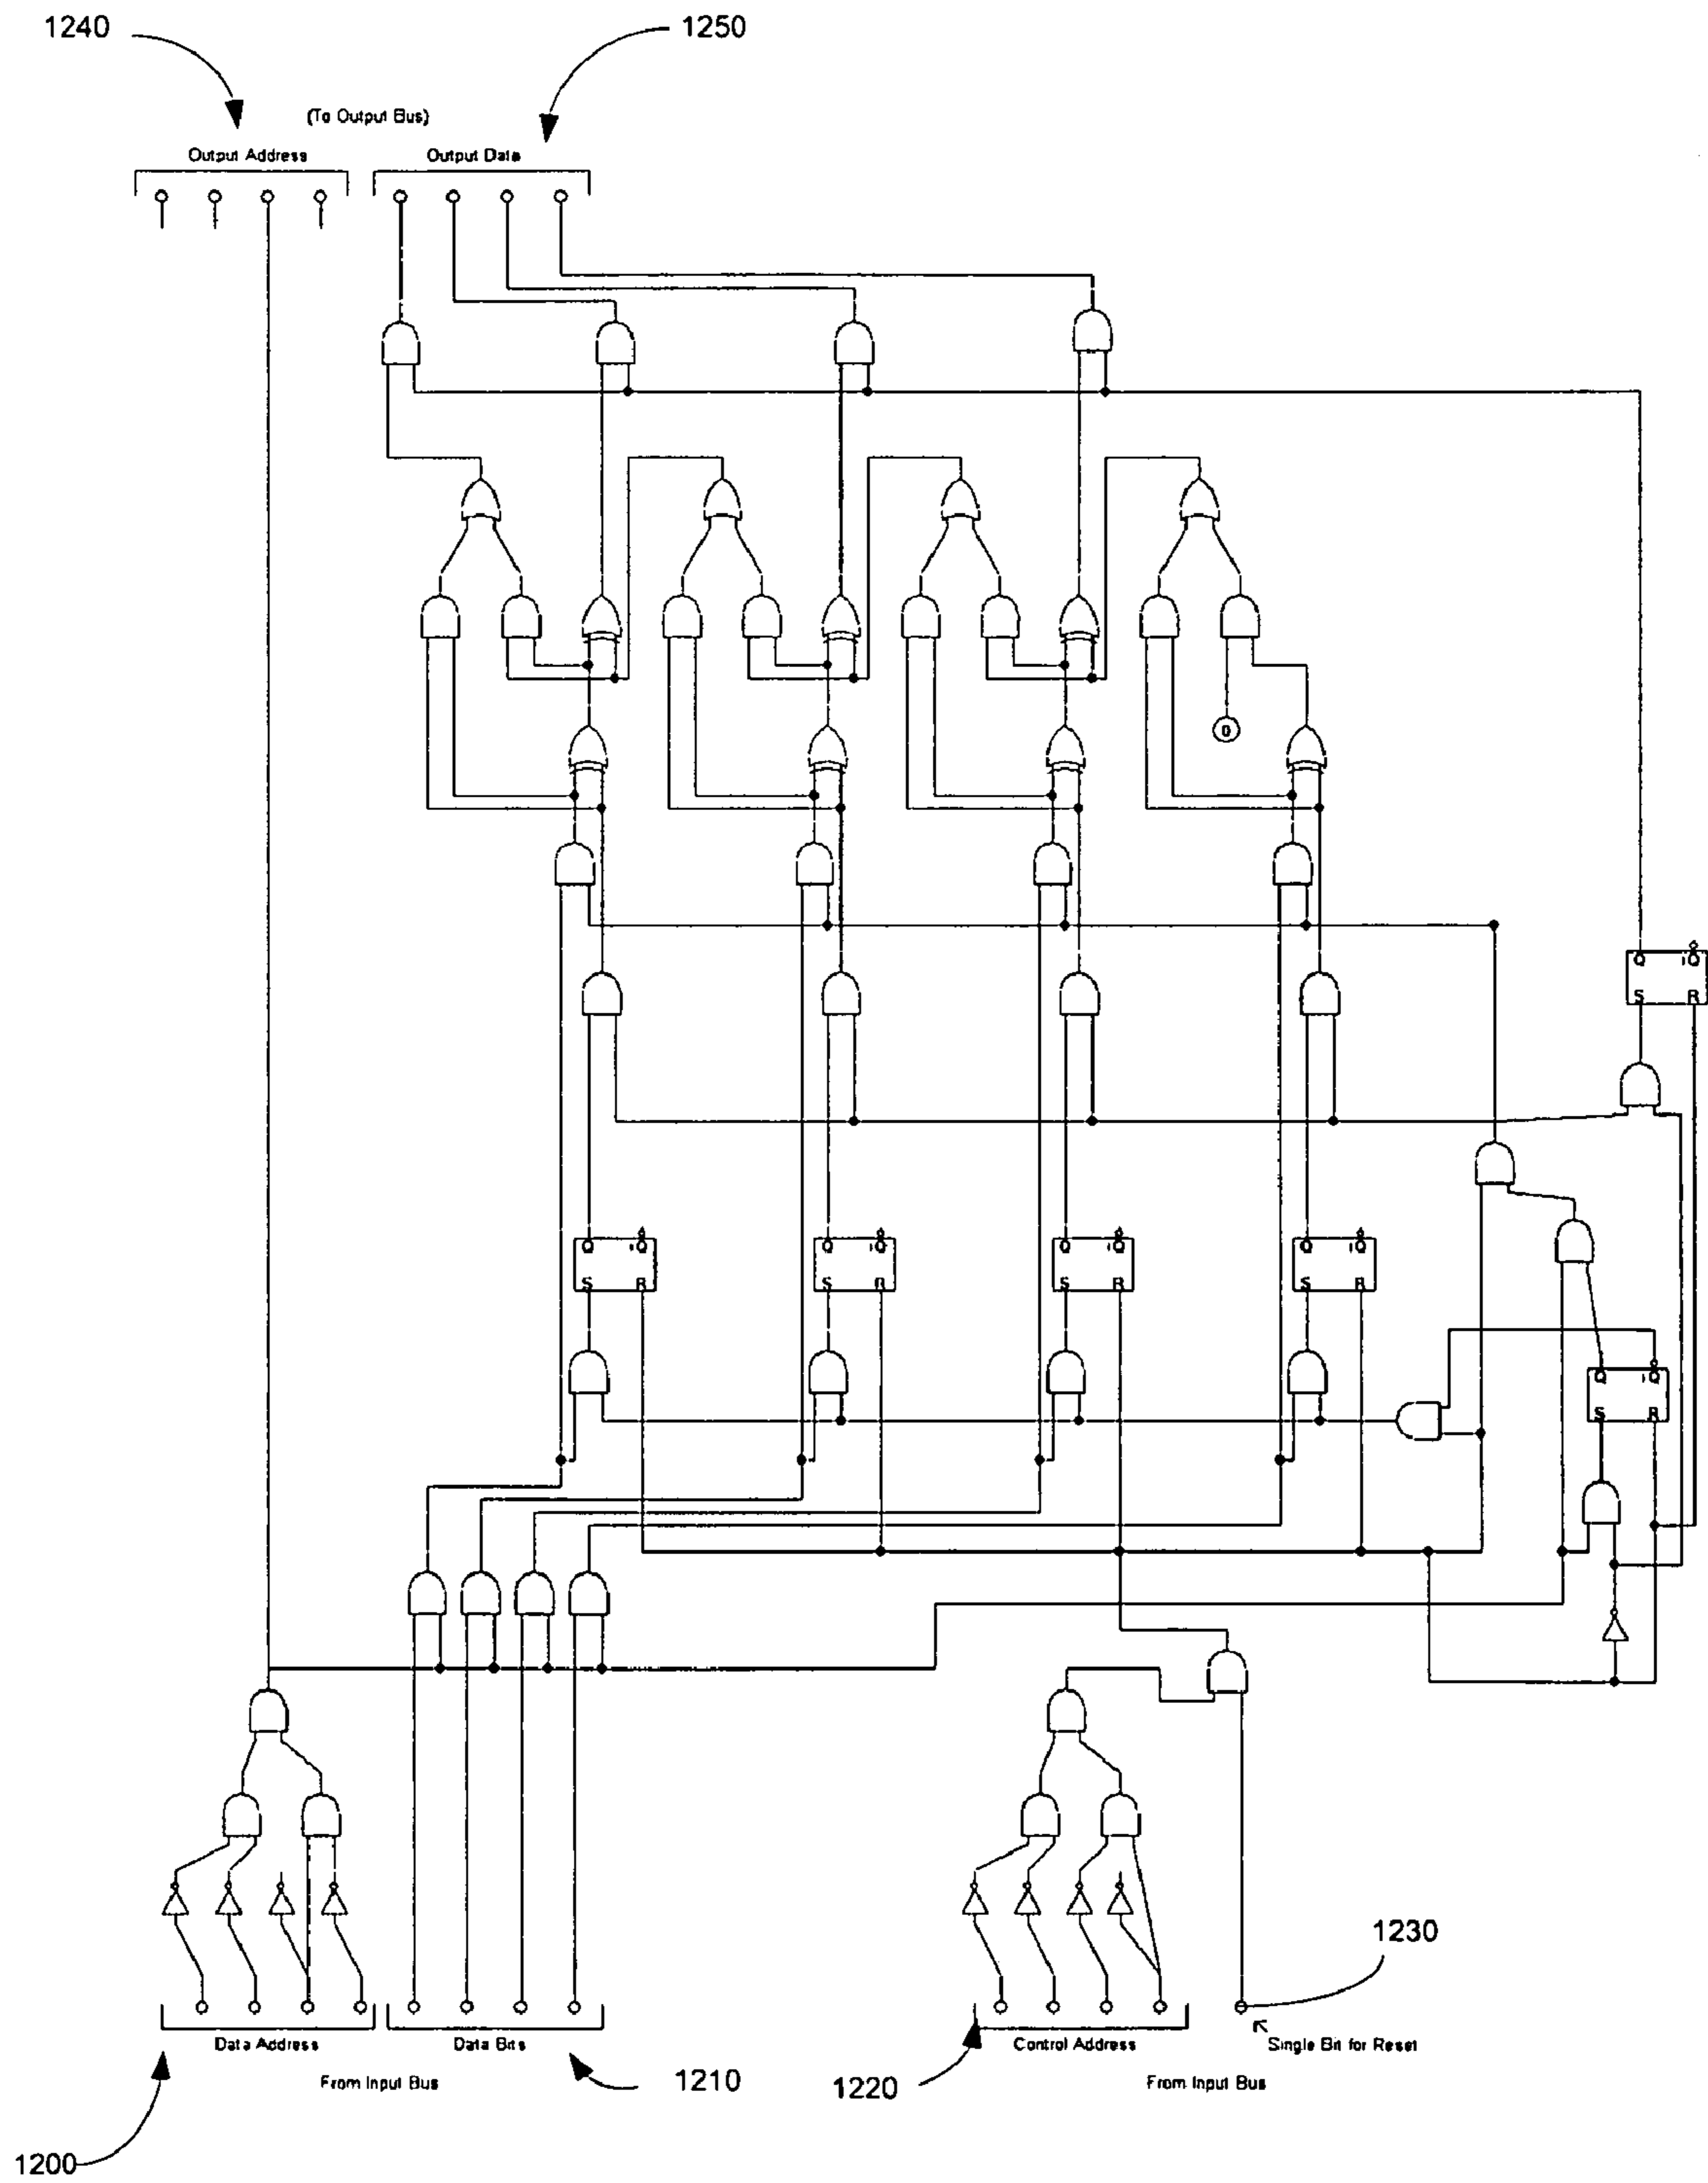 1240
1250
(To Output Bus)
Output Address
Output Data
0
Q Q
S R
Q Q Q Q Q Q Q Q
S R S R S R S R
Q Q
S R
1230
Data Address
Data Bits
Control Address
Single Bit for Reset
From Input Bus
1210
1220
From Input Bus
1200